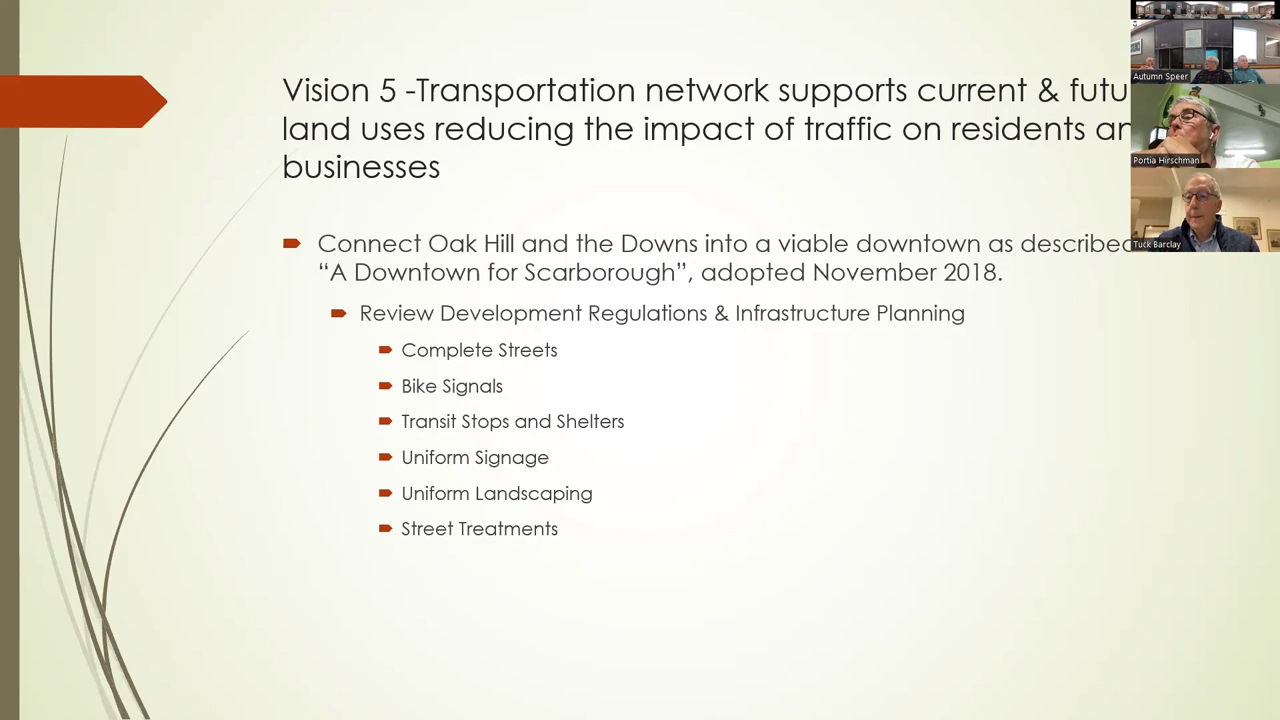 Vision 5 -Transportation network supports current & futu
land uses reducing the impact of traffic on residents
businesses
Connect Oak Hill and the Downs into a viable downtown as described
“A Downtown for Scarborough”, adopted November 2018.
Review Development Regulations & Infrastructure Planning
Complete Streets
Bike Signals
Transit Stops and Shelters
Uniform Signage
Uniform Landscaping
Street Treatments
Autumn Speer
Portia Hirschman
Tuck Barclay